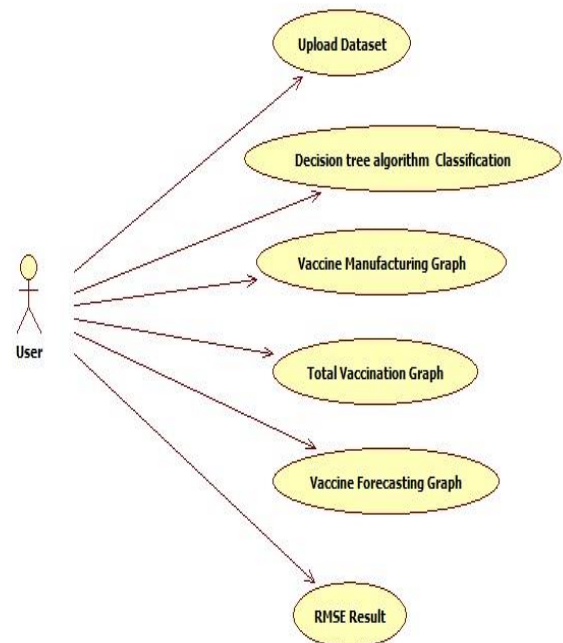 Upload Dataset
Decision tree algorithm Classification
Vaccine Manufacturing Graph
User
Total Vaccination Graph
Vaccine Forecasting Graph
RMSE Result